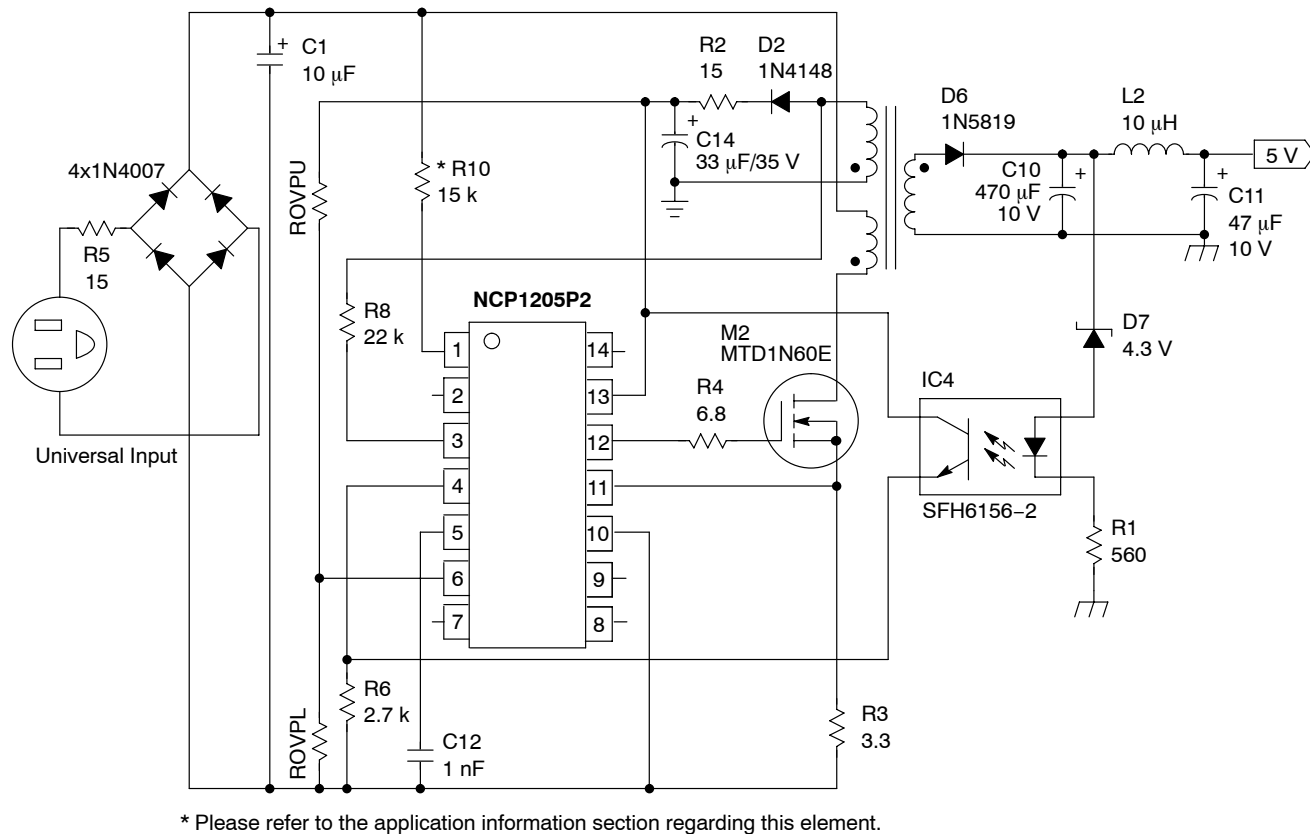 C1
+
10 μF
R2
15
D2
1N4148
+
C14
33 μF/35 V
D6
1N5819
L2
10 μH
5 V
C10
470 μF
10 V
+
+
C11
47 μF
10 V
4x1N4007
* R10
15 k
ROVPU
R5
15
Universal Input
R8
22 k
NCP1205P2
1
2
3
4
5
6
7
14
13
12
11
10
9
8
M2
MTD1N60E
R4
6.8
D7
4.3 V
IC4
SFH6156−2
R1
560
R6
2.7 k
ROVPL
C12
1 nF
R3
3.3
* Please refer to the application information section regarding this element.